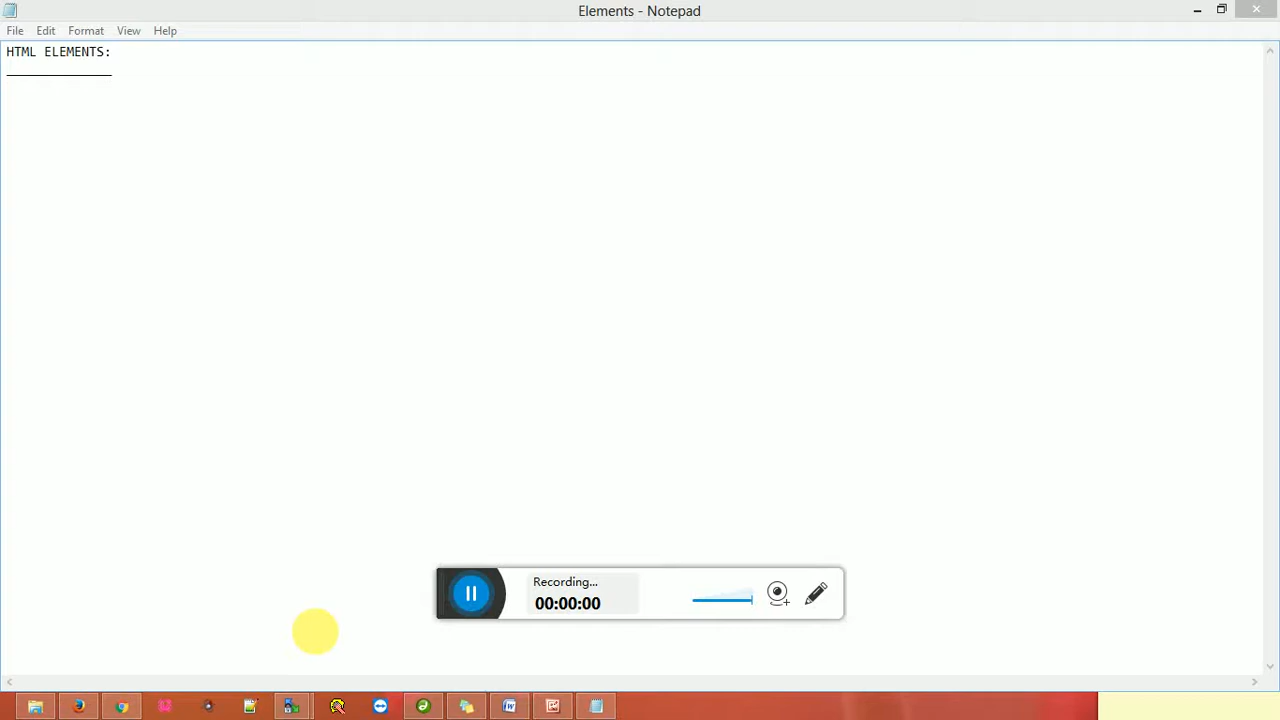 Elements - Notepad
File Edit Format View Help
HTML ELEMENTS:
Recording...
00:00:00